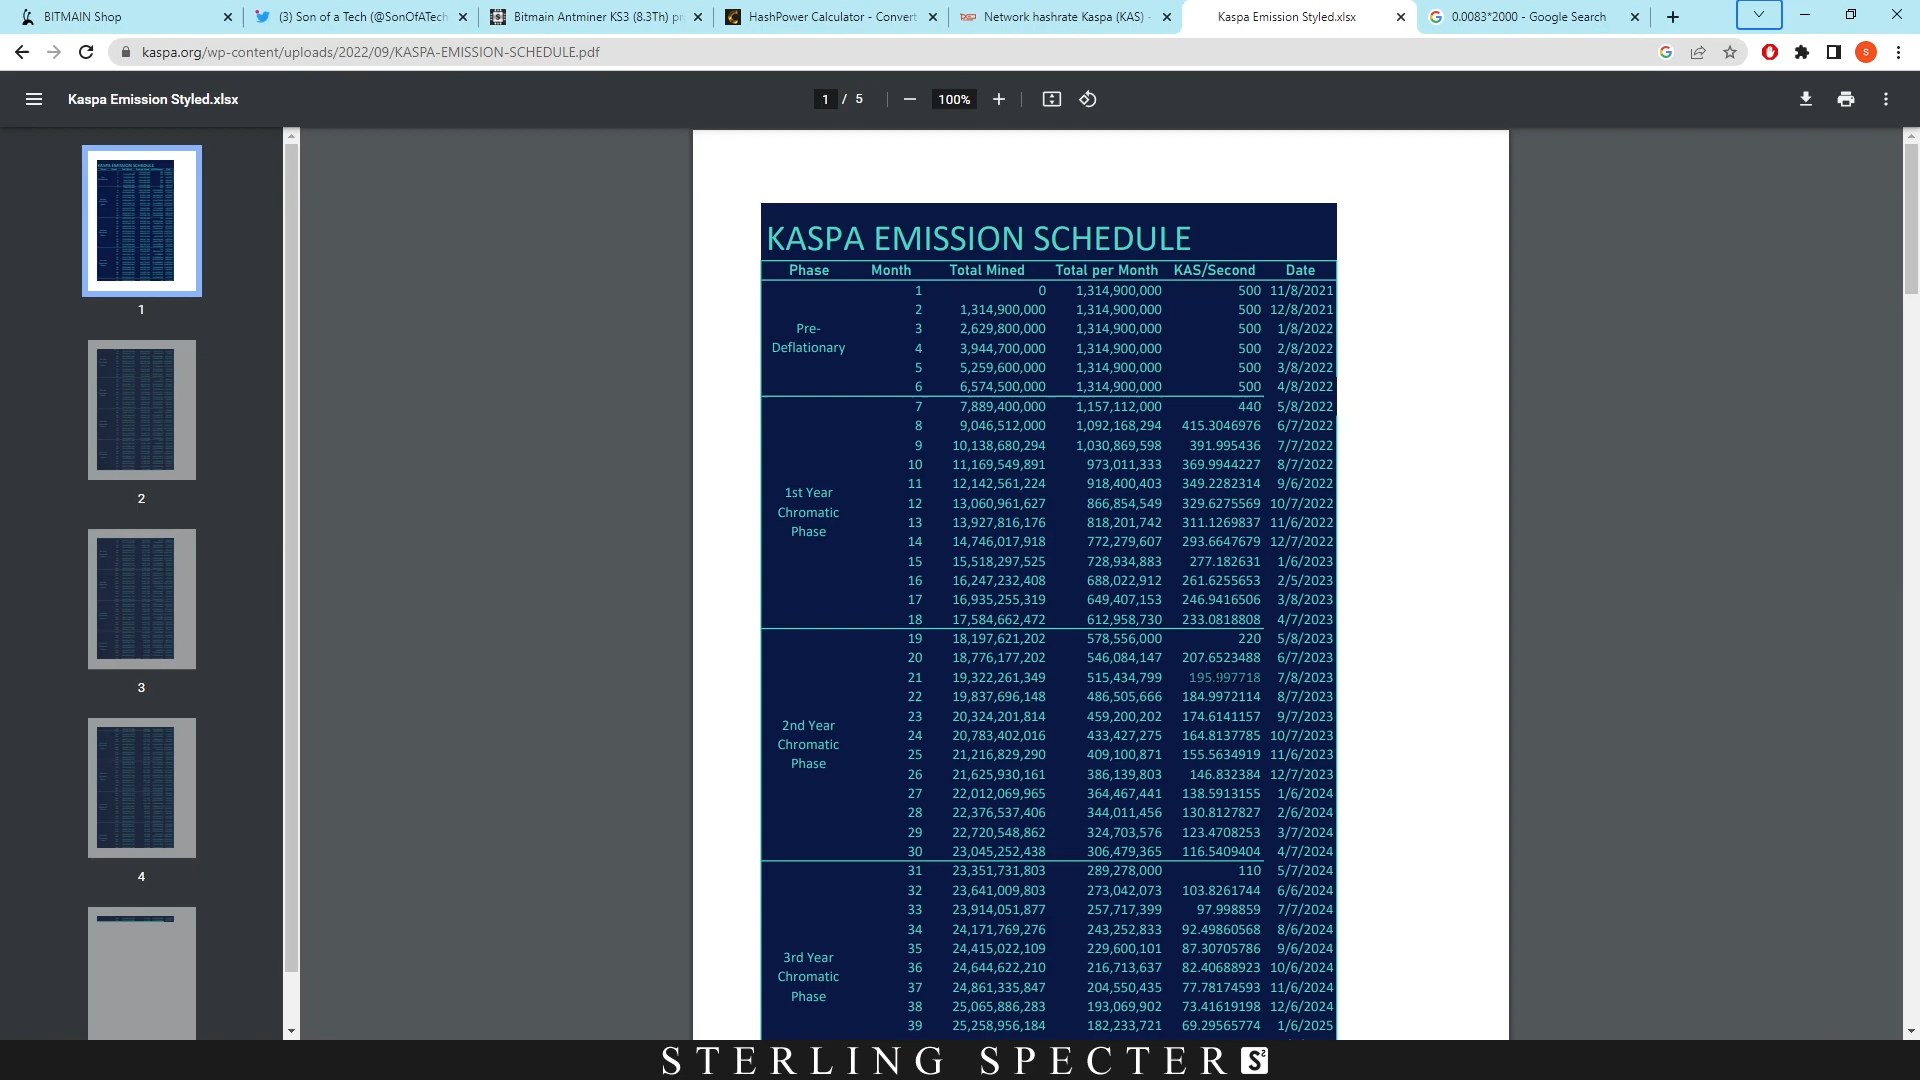 BITMAIN Shop
(3) Son of a Tech (@SonOfATech
Bitmain Antminer KS3 (8.3Th) pr
HashPower Calculator - Convert
Network hashrate Kaspa (KAS) -
Kaspa Emission Styled.xlsx
0.0083*2000 - Google Search
kaspa.org/wp-content/uploads/2022/09/KASPA-EMISSION-SCHEDULE.pdf
S
Kaspa Emission Styled.xlsx
1 / 5
100%
1
2
3
4
KASPA EMISSION SCHEDULE
Phase Month Total Mined Total per Month KAS/Second Date
1 0 1,314,900,000 500 11/8/2021
2 1,314,900,000 1,314,900,000 500 12/8/2021
Pre-
3 2,629,800,000 1,314,900,000 500 1/8/2022
Deflationary
4 3,944,700,000 1,314,900,000 500 2/8/2022
5 5,259,600,000 1,314,900,000 500 3/8/2022
6 6,574,500,000 1,314,900,000 500 4/8/2022
7 7,889,400,000 1,157,112,000 440 5/8/2022
8 9,046,512,000 1,092,168,294 415.3046976 6/7/2022
9 10,138,680,294 1,030,869,598 391.995436 7/7/2022
10 11,169,549,891 973,011,333 369.9944227 8/7/2022
11 12,142,561,224 918,400,403 349.2282314 9/6/2022
1st Year
12 13,060,961,627 866,854,549 329.6275569 10/7/2022
Chromatic
13 13,927,816,176 818,201,742 311.1269837 11/6/2022
Phase
14 14,746,017,918 772,279,607 293.6647679 12/7/2022
15 15,518,297,525 728,934,883 277.182631 1/6/2023
16 16,247,232,408 688,022,912 261.6255653 2/5/2023
17 16,935,255,319 649,407,153 246.9416506 3/8/2023
18 17,584,662,472 612,958,730 233.0818808 4/7/2023
19 18,197,621,202 578,556,000 220 5/8/2023
20 18,776,177,202 546,084,147 207.6523488 6/7/2023
21 19,322,261,349 515,434,799 195.997718 7/8/2023
22 19,837,696,148 486,505,666 184.9972114 8/7/2023
23 20,324,201,814 459,200,202 174.6141157 9/7/2023
2nd Year
24 20,783,402,016 433,427,275 164.8137785 10/7/2023
Chromatic
25 21,216,829,290 409,100,871 155.5634919 11/6/2023
Phase
26 21,625,930,161 386,139,803 146.832384 12/7/2023
27 22,012,069,965 364,467,441 138.5913155 1/6/2024
28 22,376,537,406 344,011,456 130.8127827 2/6/2024
29 22,720,548,862 324,703,576 123.4708253 3/7/2024
30 23,045,252,438 306,479,365 116.5409404 4/7/2024
31 23,351,731,803 289,278,000 110 5/7/2024
32 23,641,009,803 273,042,073 103.8261744 6/6/2024
33 23,914,051,877 257,717,399 97.998859 7/7/2024
34 24,171,769,276 243,252,833 92.49860568 8/6/2024
35 24,415,022,109 229,600,101 87.30705786 9/6/2024
3rd Year
36 24,644,622,210 216,713,637 82.40688923 10/6/2024
Chromatic
37 24,861,335,847 204,550,435 77.78174593 11/6/2024
Phase
38 25,065,886,283 193,069,902 73.41619198 12/6/2024
39 25,258,956,184 182,233,721 69.29565774 1/6/2025
STERLING SPECTER S²